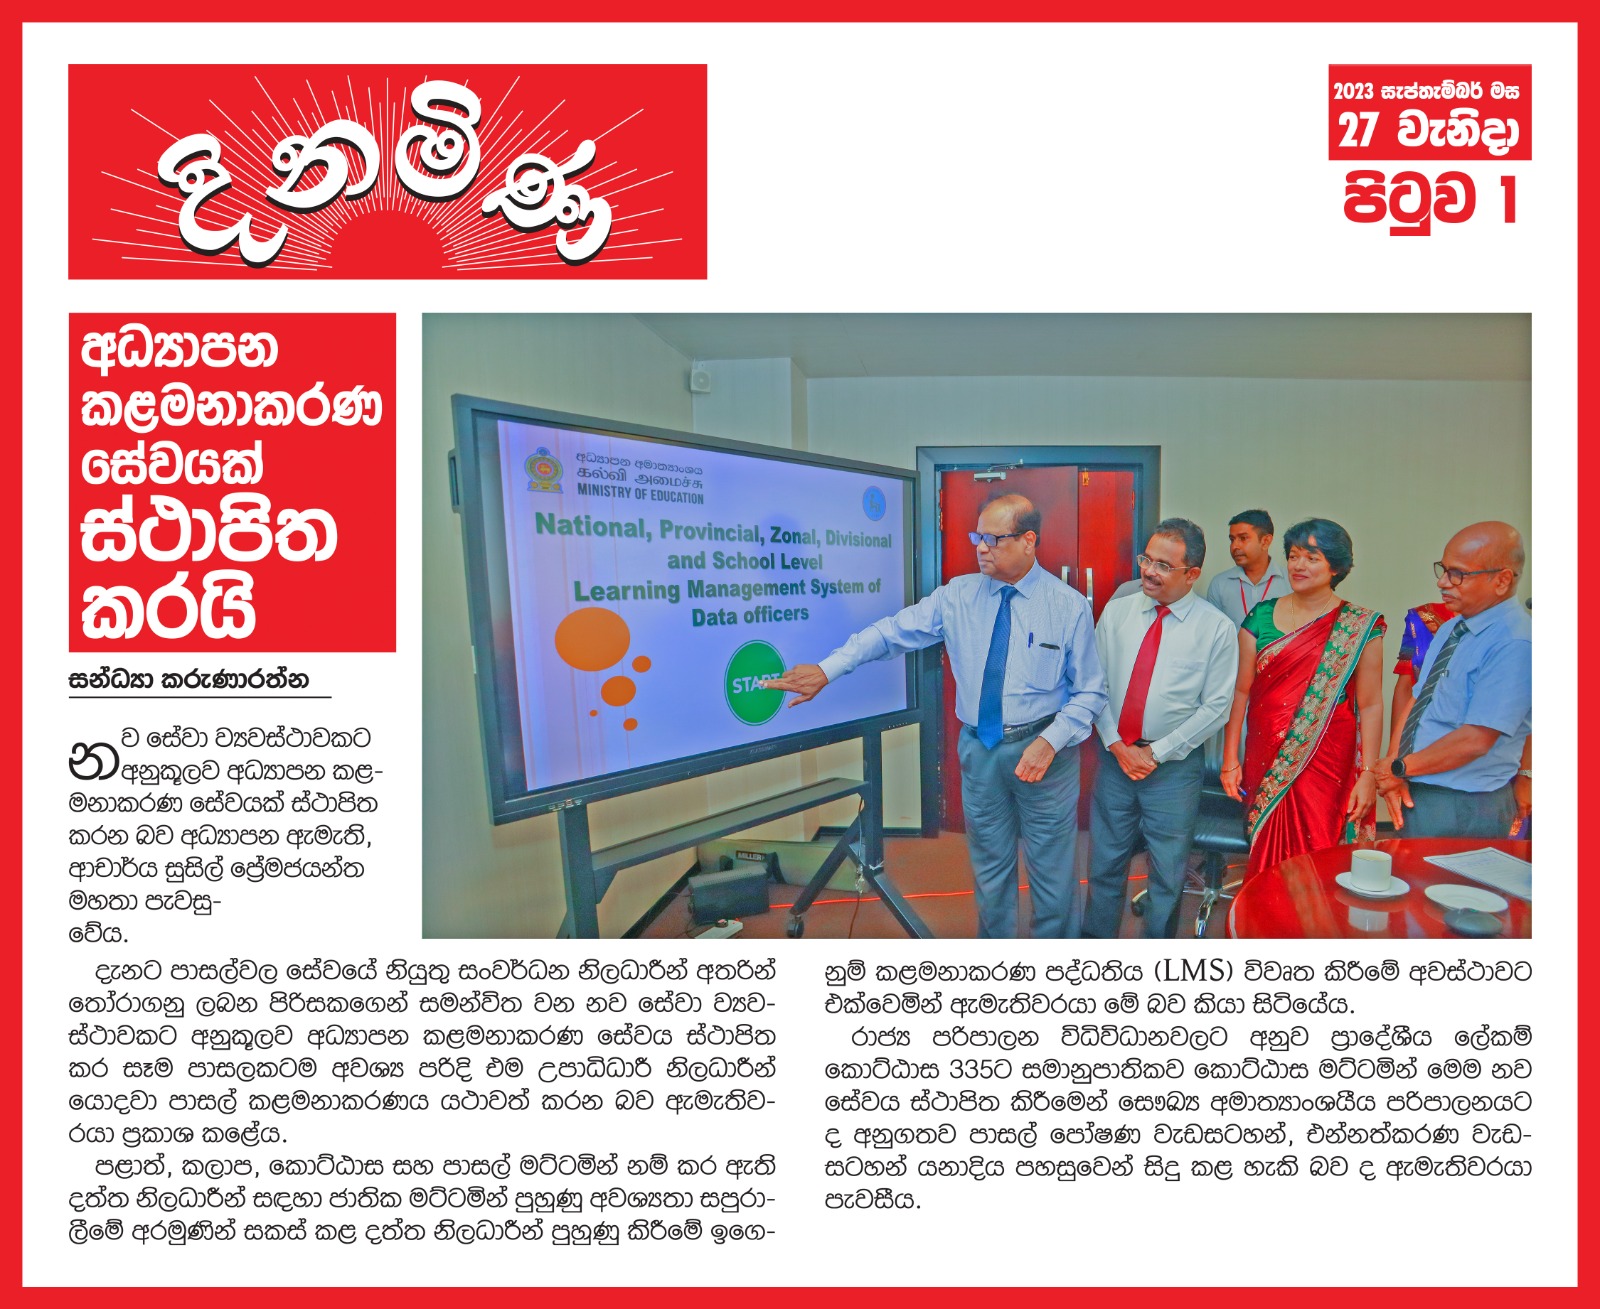 දිනමිණ
2023 සැප්තැම්බර් මස
27 වැනිදා
පිටුව 1
අධ්‍යාපන
කළමනාකරණ
සේවයක්
ස්ථාපිත
කරයි
සන්ධ්‍යා කරුණාරත්න
නව සේවා ව්‍යවස්ථාවකට
අනුකූලව අධ්‍යාපන කළ-
මනාකරණ සේවයක් ස්ථාපිත
කරන බව අධ්‍යාපන ඇමැති,
ආචාර්ය සුසිල් ප්‍රේමජයන්ත
මහතා පැවසු-
වේය.
අධ්‍යාපන අමාත්‍යාංශය
கல்வி அமைச்சு
MINISTRY OF EDUCATION
National, Provincial, Zonal, Divisional
and School Level
Learning Management System of
Data officers
START
දැනට පාසල්වල සේවයේ නියුතු සංවර්ධන නිලධාරීන් අතරින්
තෝරාගනු ලබන පිරිසකගෙන් සමන්විත වන නව සේවා ව්‍යව-
ස්ථාවකට අනුකූලව අධ්‍යාපන කළමනාකරණ සේවය ස්ථාපිත
කර සෑම පාසලකටම අවශ්‍ය පරිදි එම උපාධිධාරී නිලධාරීන්
යොදවා පාසල් කළමනාකරණය යථාවත් කරන බව ඇමැතිව-
රයා ප්‍රකාශ කළේය.
පළාත්, කලාප, කොට්ඨාස සහ පාසල් මට්ටමින් නම් කර ඇති
දත්ත නිලධාරීන් සඳහා ජාතික මට්ටමින් පුහුණු අවශ්‍යතා සපුරා-
ලීමේ අරමුණින් සකස් කළ දත්ත නිලධාරීන් පුහුණු කිරීමේ ඉගෙ-
නුම් කළමනාකරණ පද්ධතිය (LMS) විවෘත කිරීමේ අවස්ථාවට
එක්වෙමින් ඇමැතිවරයා මේ බව කියා සිටියේය.
රාජ්‍ය පරිපාලන විධිවිධානවලට අනුව ප්‍රාදේශීය ලේකම්
කොට්ඨාස 335ට සමානුපාතිකව කොට්ඨාස මට්ටමින් මෙම නව
සේවය ස්ථාපිත කිරීමෙන් සෞඛ්‍ය අමාත්‍යාංශයීය පරිපාලනයට
ද අනුගතව පාසල් පෝෂණ වැඩසටහන්, එන්නත්කරණ වැඩ-
සටහන් යනාදිය පහසුවෙන් සිදු කළ හැකි බව ද ඇමැතිවරයා
පැවසීය.